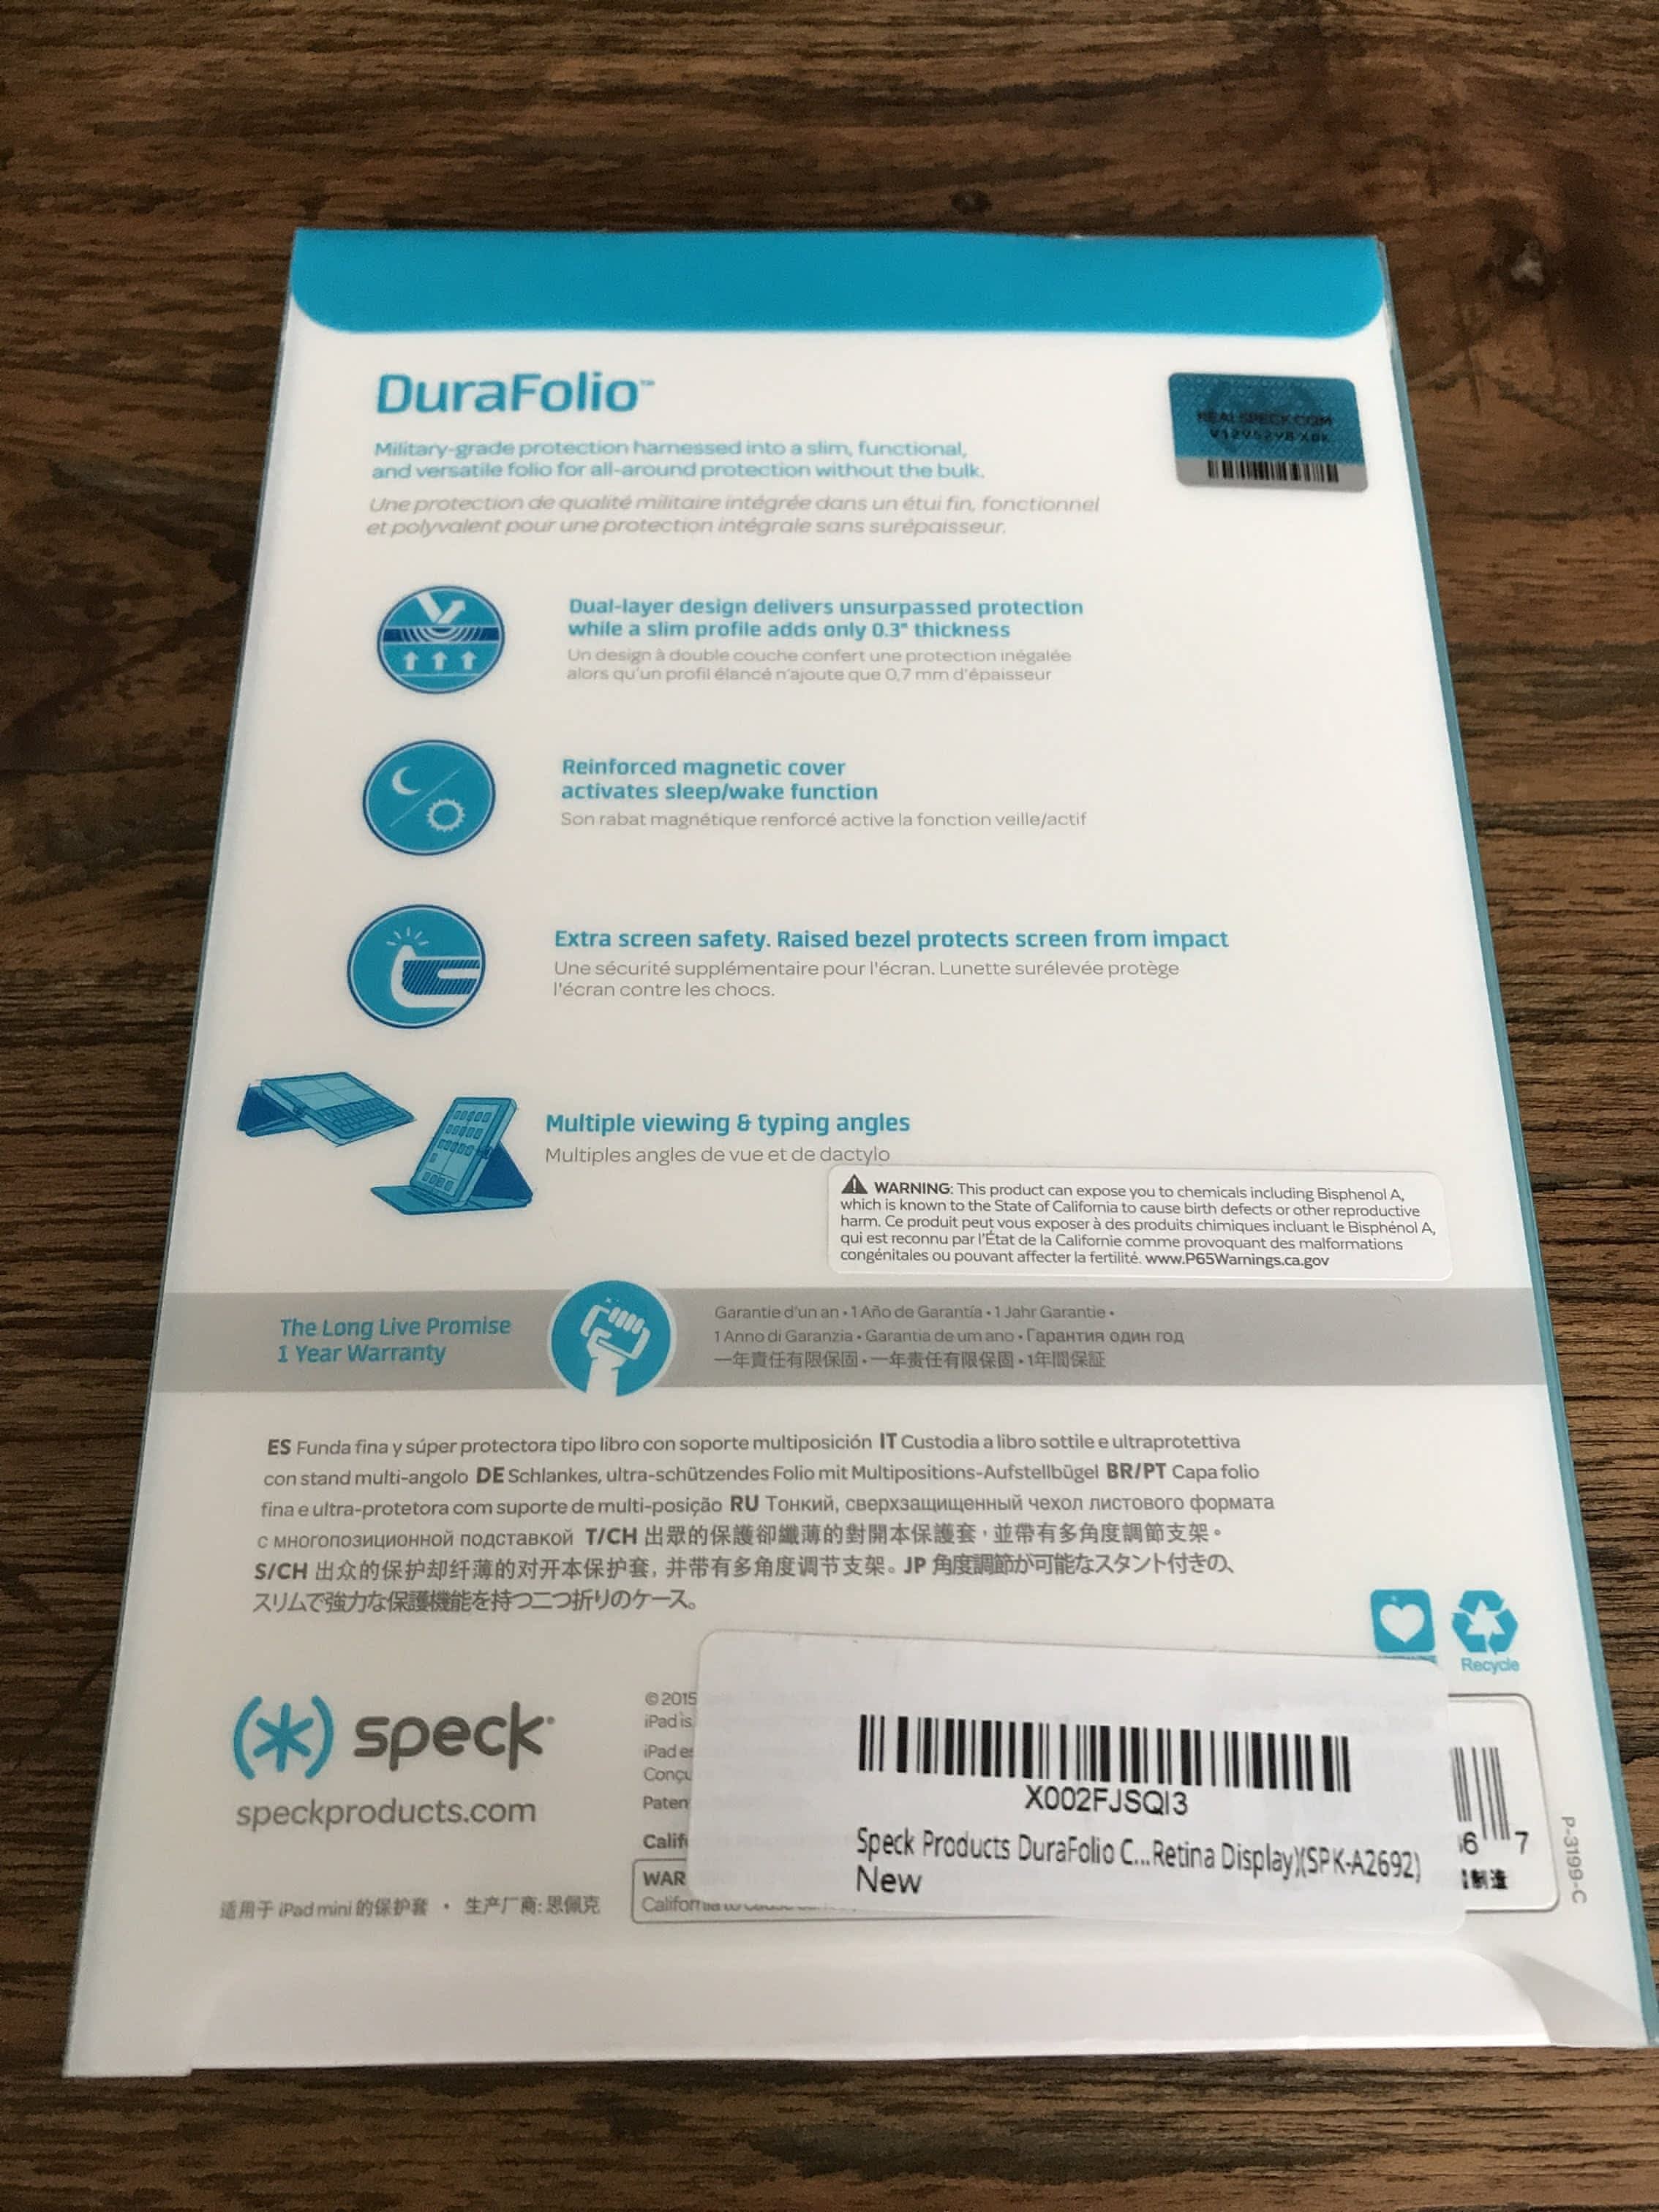 DuraFolio™
Military-grade protection harnessed into a slim, functional,
and versatile folio for all-around protection without the bulk.
Une protection de qualité militaire intégrée dans un étui fin, fonctionnel
et polyvalent pour une protection intégrale sans surépaisseur.
REALSPECK.COM
Dual-layer design delivers unsurpassed protection
while a slim profile adds only 0.3" thickness
Un design à double couche confert une protection inégalée
alors qu'un profil élancé n'ajoute que 0,7 mm d'épaisseur
Reinforced magnetic cover
activates sleep/wake function
Son rabat magnétique renforcé active la fonction veille/actif
Extra screen safety. Raised bezel protects screen from impact
Une sécurité supplémentaire pour l'écran. Lunette surélevée protège
l'écran contre les chocs.
Multiple viewing & typing angles
Multiples angles de vue et de dactylo
WARNING: This product can expose you to chemicals including Bisphenol A,
which is known to the State of California to cause birth defects or other reproductive
harm. Ce produit peut vous exposer à des produits chimiques incluant le Bisphénol A,
qui est reconnu par l'État de la Californie comme provoquant des malformations
congénitales ou pouvant affecter la fertilité. www.P65Warnings.ca.gov
The Long Live Promise
1 Year Warranty
Garantie d'un an • 1 Año de Garantía • 1 Jahr Garantie •
1 Anno di Garanzia • Garantia de um ano • Гарантия один год
一年責任有限保固 • 一年责任有限保固 • 1年間保証
ES Funda fina y súper protectora tipo libro con soporte multiposición IT Custodia a libro sottile e ultraprotettiva
con stand multi-angolo DE Schlankes, ultra-schützendes Folio mit Multipositions-Aufstellbügel BR/PT Capa folio
fina e ultra-protetora com suporte de multi-posição RU Тонкий, сверхзащищенный чехол листового формата
с многопозиционной подставкой T/CH 出眾的保護卻纖薄的對開本保護套，並帶有多角度調節支架。
S/CH 出众的保护却纤薄的对开本保护套, 并带有多角度调节支架。JP 角度調節が可能なスタント付きの、
スリムで強力な保護機能を持つ二つ折りのケース。
Recycle
(*) speck®
speckproducts.com
适用于 iPad mini 的保护套 • 生产厂商: 思佩克
© 2015
iPad is
iPad es
Conçu
Paten
Calif
WAR
California to
X002FJSQI3
Speck Products DuraFolio C...Retina Display)(SPK-A2692)
New
6 7
制造
P-3199-C